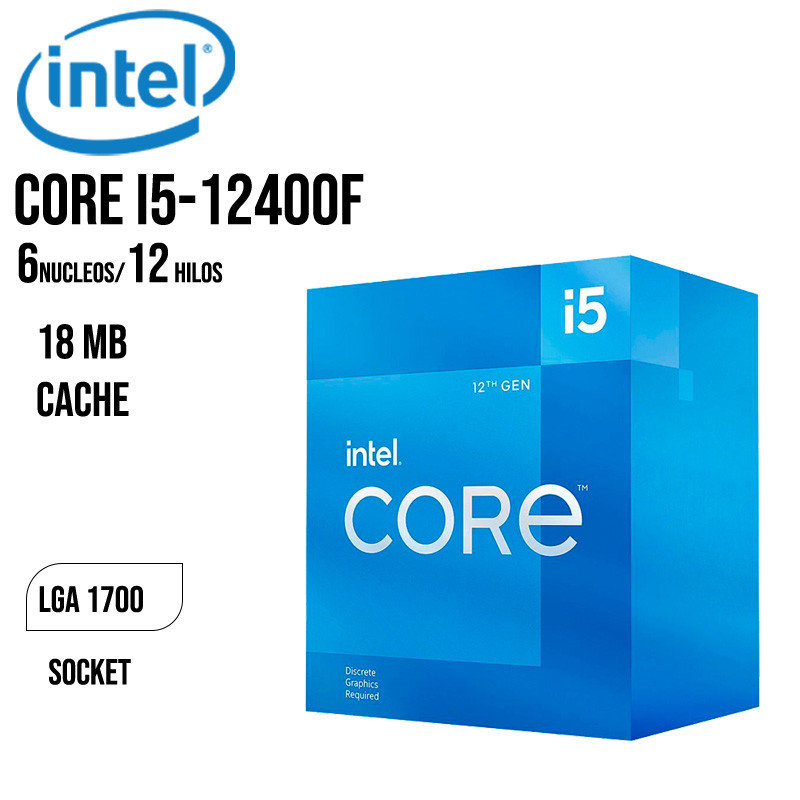 intel®
CORE I5-12400F
6NUCLEOS/ 12 HILOS
18 MB
CACHE
LGA 1700
SOCKET
i5
12TH GEN
intel.
CORe™
Discrete
Graphics
Required